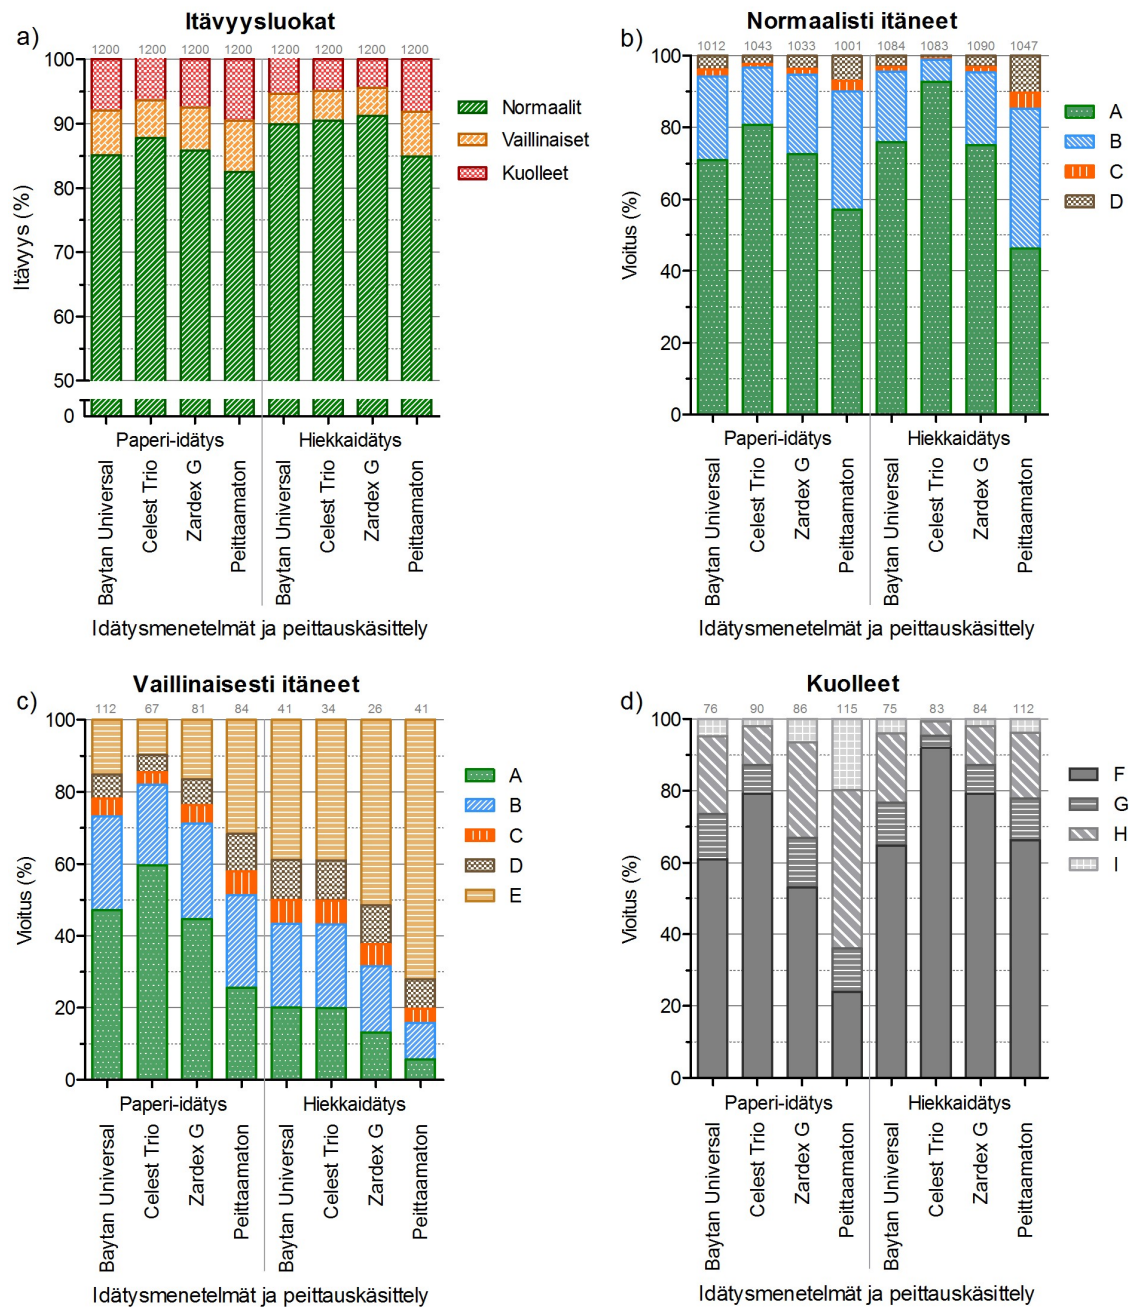 a)
Itävyysluokat
1200 1200 1200 1200 1200 1200 1200 1200
Itävyys (%)
100
90
80
70
60
50
0
Normaalit
Vaillinaiset
Kuolleet
Paperi-idätys
Hiekkaidätys
Baytan Universal
Celest Trio
Zardex G
Peittaamaton
Baytan Universal
Celest Trio
Zardex G
Peittaamaton
Idätysmenetelmät ja peittauskäsittely
b)
Normaalisti itäneet
1012 1043 1033 1001 1084 1083 1090 1047
Vioitus (%)
100
80
60
40
20
0
A
B
C
D
Paperi-idätys
Hiekkaidätys
Baytan Universal
Celest Trio
Zardex G
Peittaamaton
Baytan Universal
Celest Trio
Zardex G
Peittaamaton
Idätysmenetelmät ja peittauskäsittely
c)
Vaillinaisesti itäneet
112 67 81 84 41 34 26 41
Vioitus (%)
100
80
60
40
20
0
A
B
C
D
E
Paperi-idätys
Hiekkaidätys
Baytan Universal
Celest Trio
Zardex G
Peittaamaton
Baytan Universal
Celest Trio
Zardex G
Peittaamaton
Idätysmenetelmät ja peittauskäsittely
d)
Kuolleet
76 90 86 115 75 83 84 112
Vioitus (%)
100
80
60
40
20
0
F
G
H
I
Paperi-idätys
Hiekkaidätys
Baytan Universal
Celest Trio
Zardex G
Peittaamaton
Baytan Universal
Celest Trio
Zardex G
Peittaamaton
Idätysmenetelmät ja peittauskäsittely